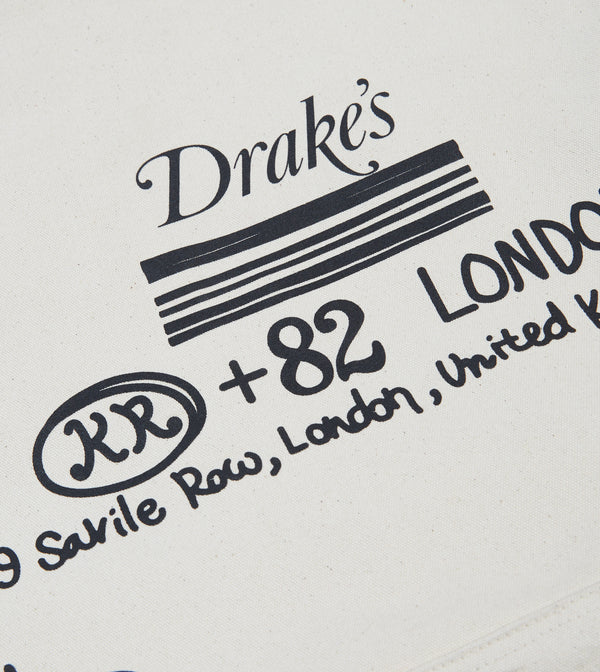 Drake's
LONDO
KR +82
9 Savile Row, London, United K